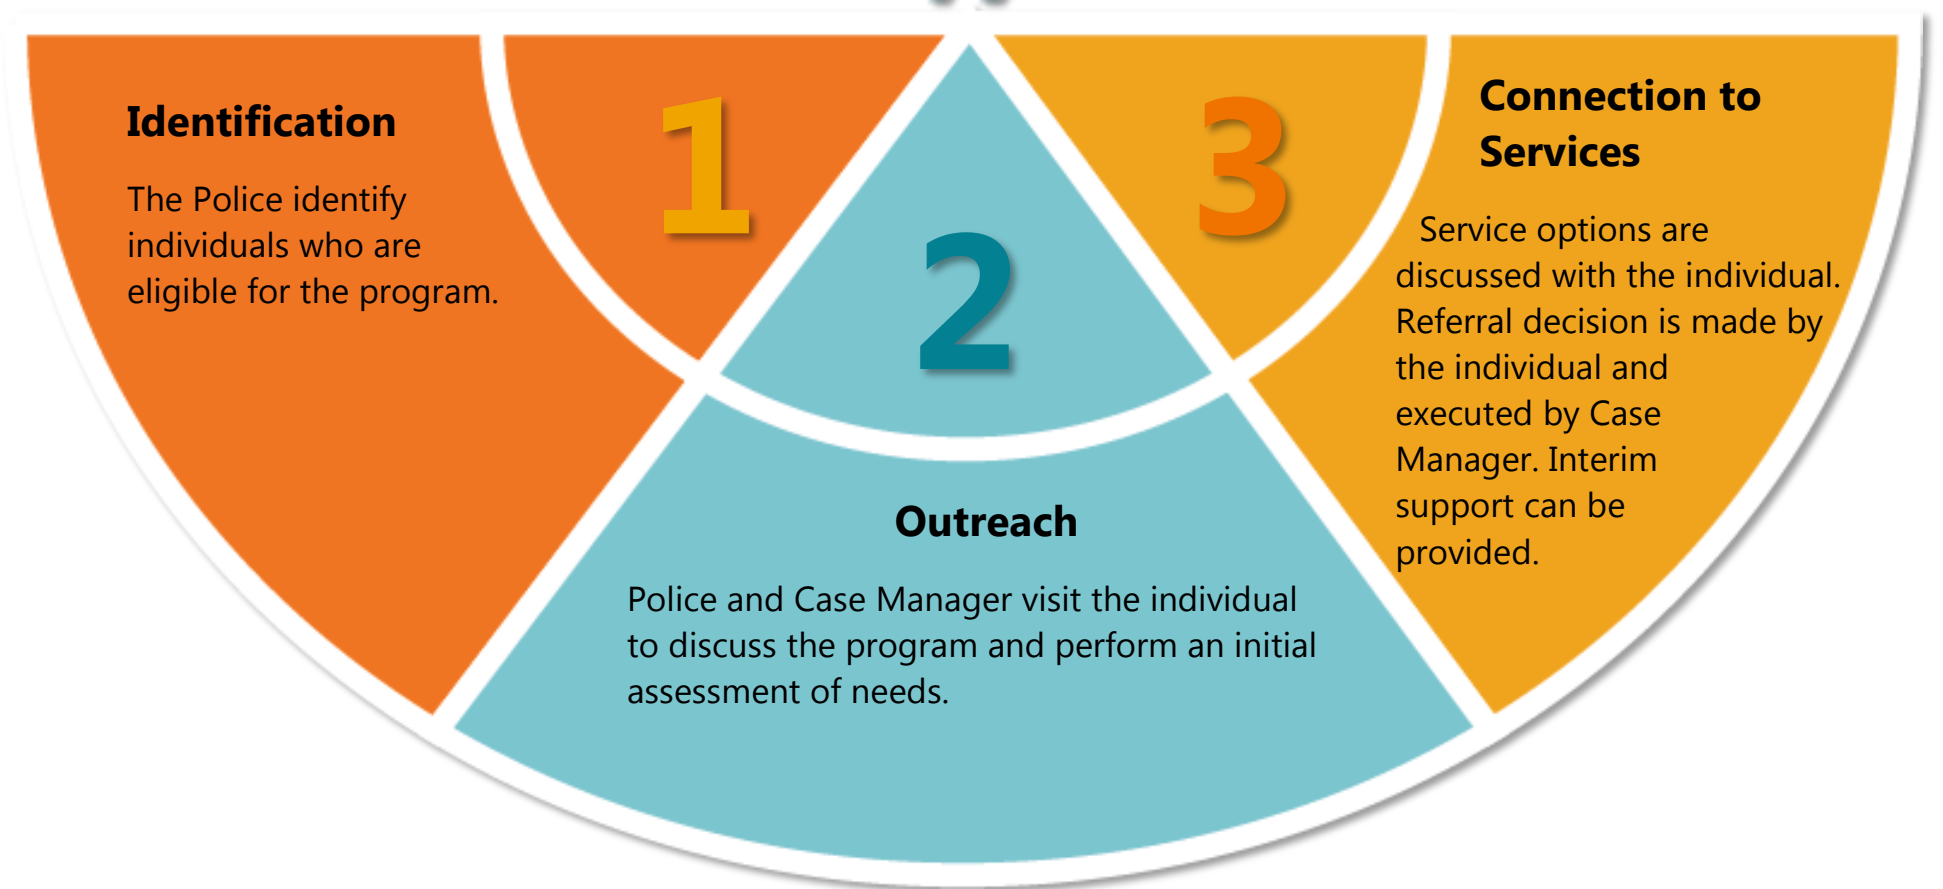 1
Identification
The Police identify
individuals who are
eligible for the program.
2
Outreach
Police and Case Manager visit the individual
to discuss the program and perform an initial
assessment of needs.
3
Connection to
Services
Service options are
discussed with the individual.
Referral decision is made by
the individual and
executed by Case
Manager. Interim
support can be
provided.